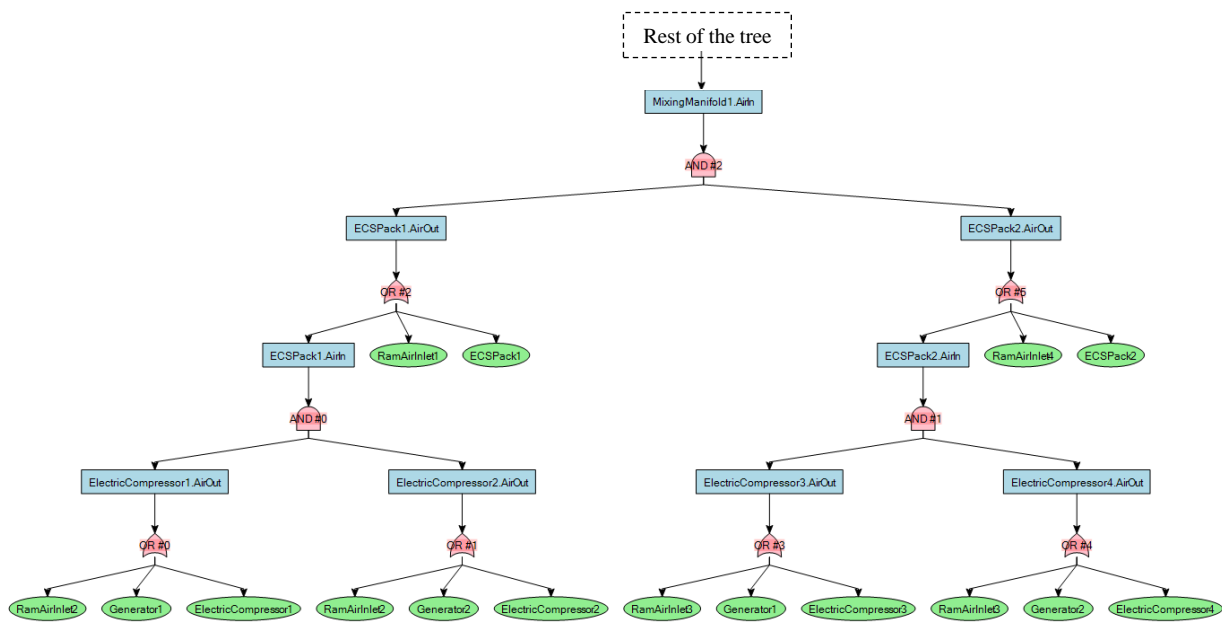 Rest of the tree
MixingManifold1.AirIn
AND #2
ECSPack1.AirOut
ECSPack2.AirOut
OR #2
OR #5
ECSPack1.AirIn
RamAirInlet1
ECSPack1
ECSPack2.AirIn
RamAirInlet4
ECSPack2
AND #0
AND #1
ElectricCompressor1.AirOut
ElectricCompressor2.AirOut
ElectricCompressor3.AirOut
ElectricCompressor4.AirOut
OR #0
OR #1
OR #3
OR #4
RamAirInlet2
Generator1
ElectricCompressor1
RamAirInlet2
Generator2
ElectricCompressor2
RamAirInlet3
Generator1
ElectricCompressor3
RamAirInlet3
Generator2
ElectricCompressor4